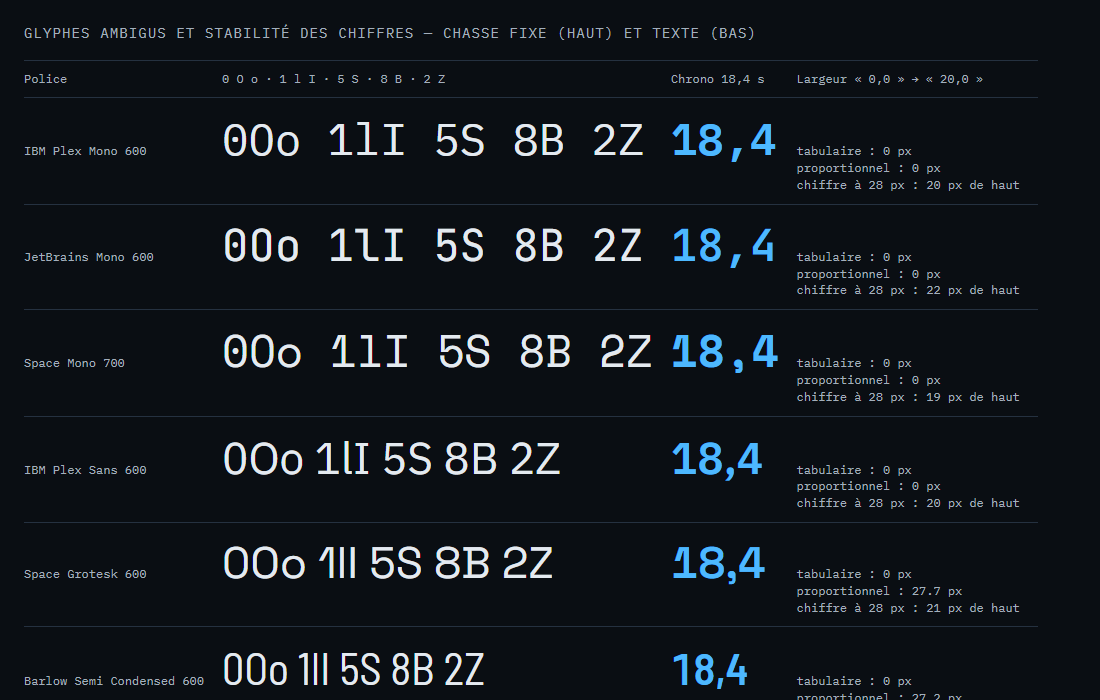 GLYPHES AMBIGUS ET STABILITÉ DES CHIFFRES — CHASSE FIXE (HAUT) ET TEXTE (BAS)
Police 0 O o · 1 l I · 5 S · 8 B · 2 Z Chrono 18,4 s Largeur « 0,0 » → « 20,0 »
IBM Plex Mono 600 0Oo 1lI 5S 8B 2Z 18,4 tabulaire : 0 px
proportionnel : 0 px
chiffre à 28 px : 20 px de haut
JetBrains Mono 600 0Oo 1lI 5S 8B 2Z 18,4 tabulaire : 0 px
proportionnel : 0 px
chiffre à 28 px : 22 px de haut
Space Mono 700 0Oo 1lI 5S 8B 2Z 18,4 tabulaire : 0 px
proportionnel : 0 px
chiffre à 28 px : 19 px de haut
IBM Plex Sans 600 0Oo 1lI 5S 8B 2Z 18,4 tabulaire : 0 px
proportionnel : 0 px
chiffre à 28 px : 20 px de haut
Space Grotesk 600 0Oo 1lI 5S 8B 2Z 18,4 tabulaire : 0 px
proportionnel : 27.7 px
chiffre à 28 px : 21 px de haut
Barlow Semi Condensed 600 0Oo 1lI 5S 8B 2Z 18,4 tabulaire : 0 px
proportionnel : 27.2 px